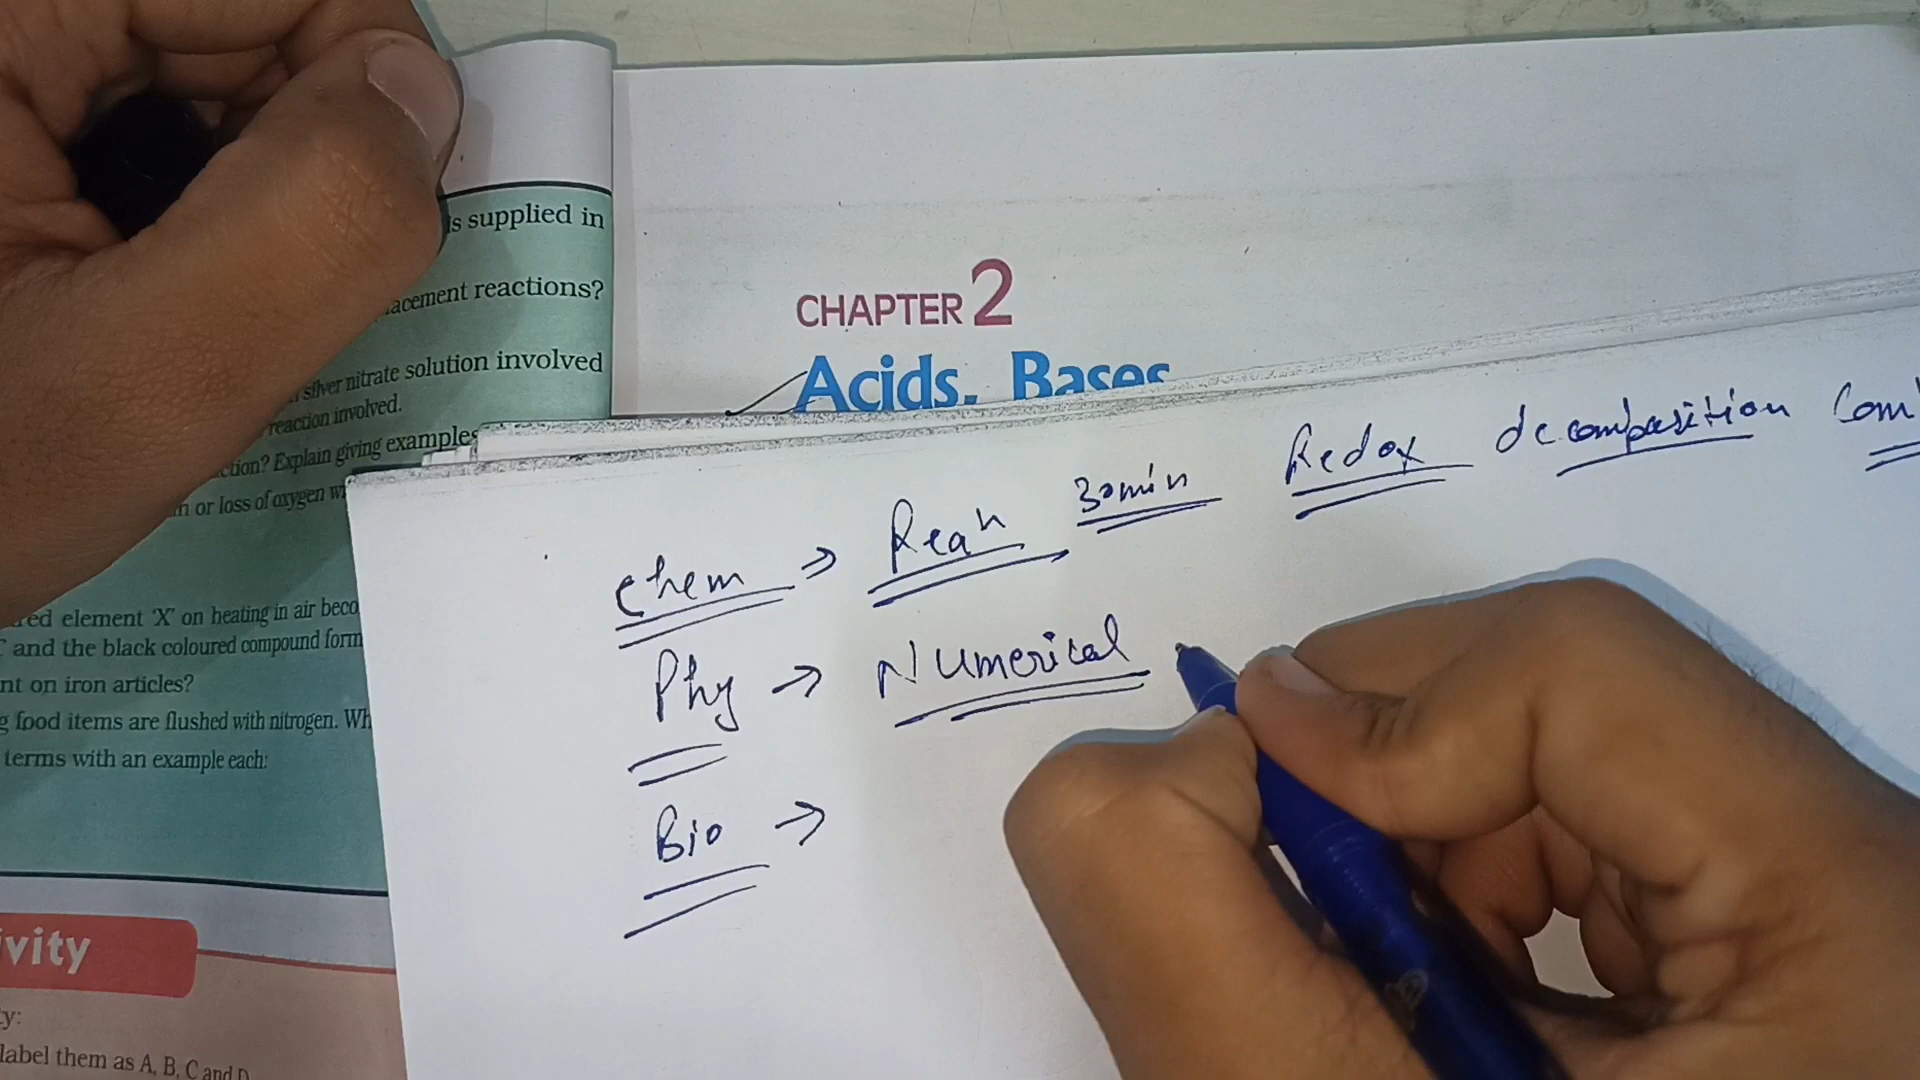 s supplied in
acement reactions?
silver nitrate solution involved
reaction involved.
ction? Explain giving examples
n or loss of oxygen w
red element 'X' on heating in air beco
and the black coloured compound form
nt on iron articles?
g food items are flushed with nitrogen. Wh
terms with an example each:
vity
y:
label them as A, B, C and D
CHAPTER 2
Acids, Bases
Chem → Reaⁿ 30min Redox decomposition Com
Phy → Numerical
Bio →